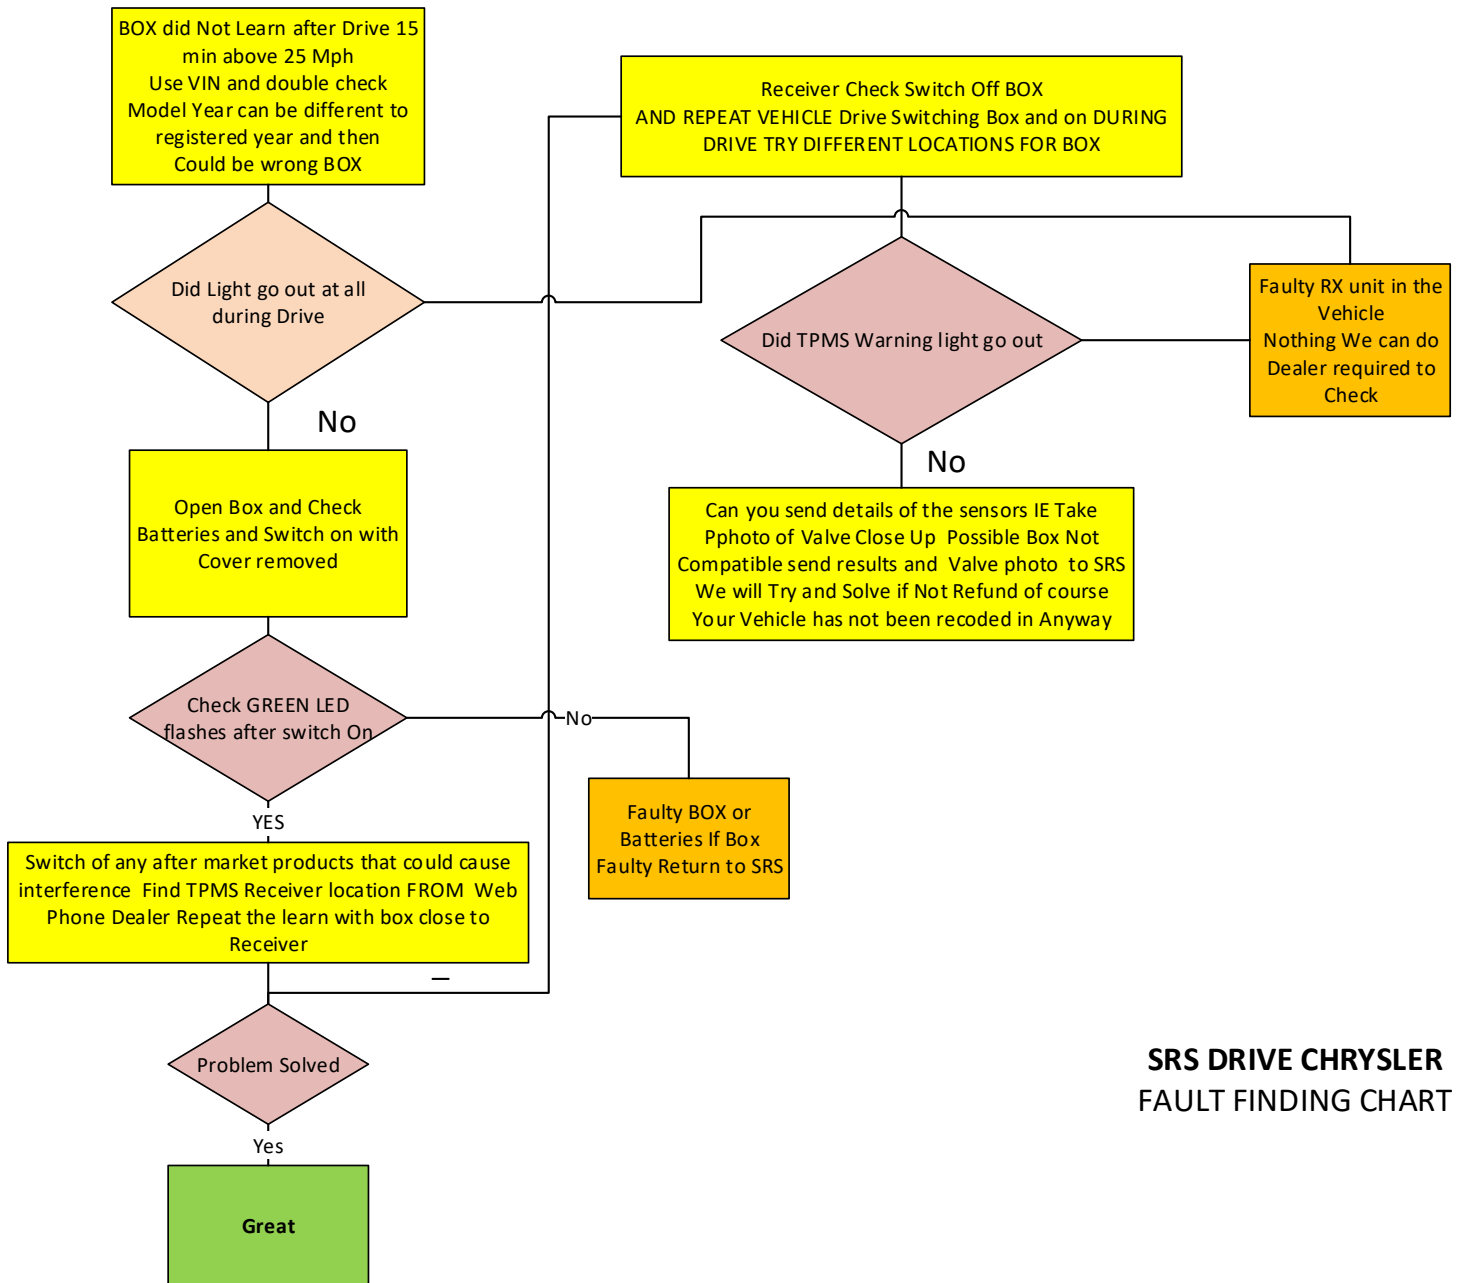 BOX did Not Learn after Drive 15
min above 25 Mph
Use VIN and double check
Model Year can be different to
registered year and then
Could be wrong BOX
Receiver Check Switch Off BOX
AND REPEAT VEHICLE Drive Switching Box and on DURING
DRIVE TRY DIFFERENT LOCATIONS FOR BOX
Did Light go out at all
during Drive
Did TPMS Warning light go out
Faulty RX unit in the
Vehicle
Nothing We can do
Dealer required to
Check
No
No
Open Box and Check
Batteries and Switch on with
Cover removed
Can you send details of the sensors IE Take
Pphoto of Valve Close Up Possible Box Not
Compatible send results and Valve photo to SRS
We will Try and Solve if Not Refund of course
Your Vehicle has not been recoded in Anyway
Check GREEN LED
flashes after switch On
No
Faulty BOX or
Batteries If Box
Faulty Return to SRS
YES
Switch of any after market products that could cause
interference Find TPMS Receiver location FROM Web
Phone Dealer Repeat the learn with box close to
Receiver
Problem Solved
Yes
Great
SRS DRIVE CHRYSLER
FAULT FINDING CHART